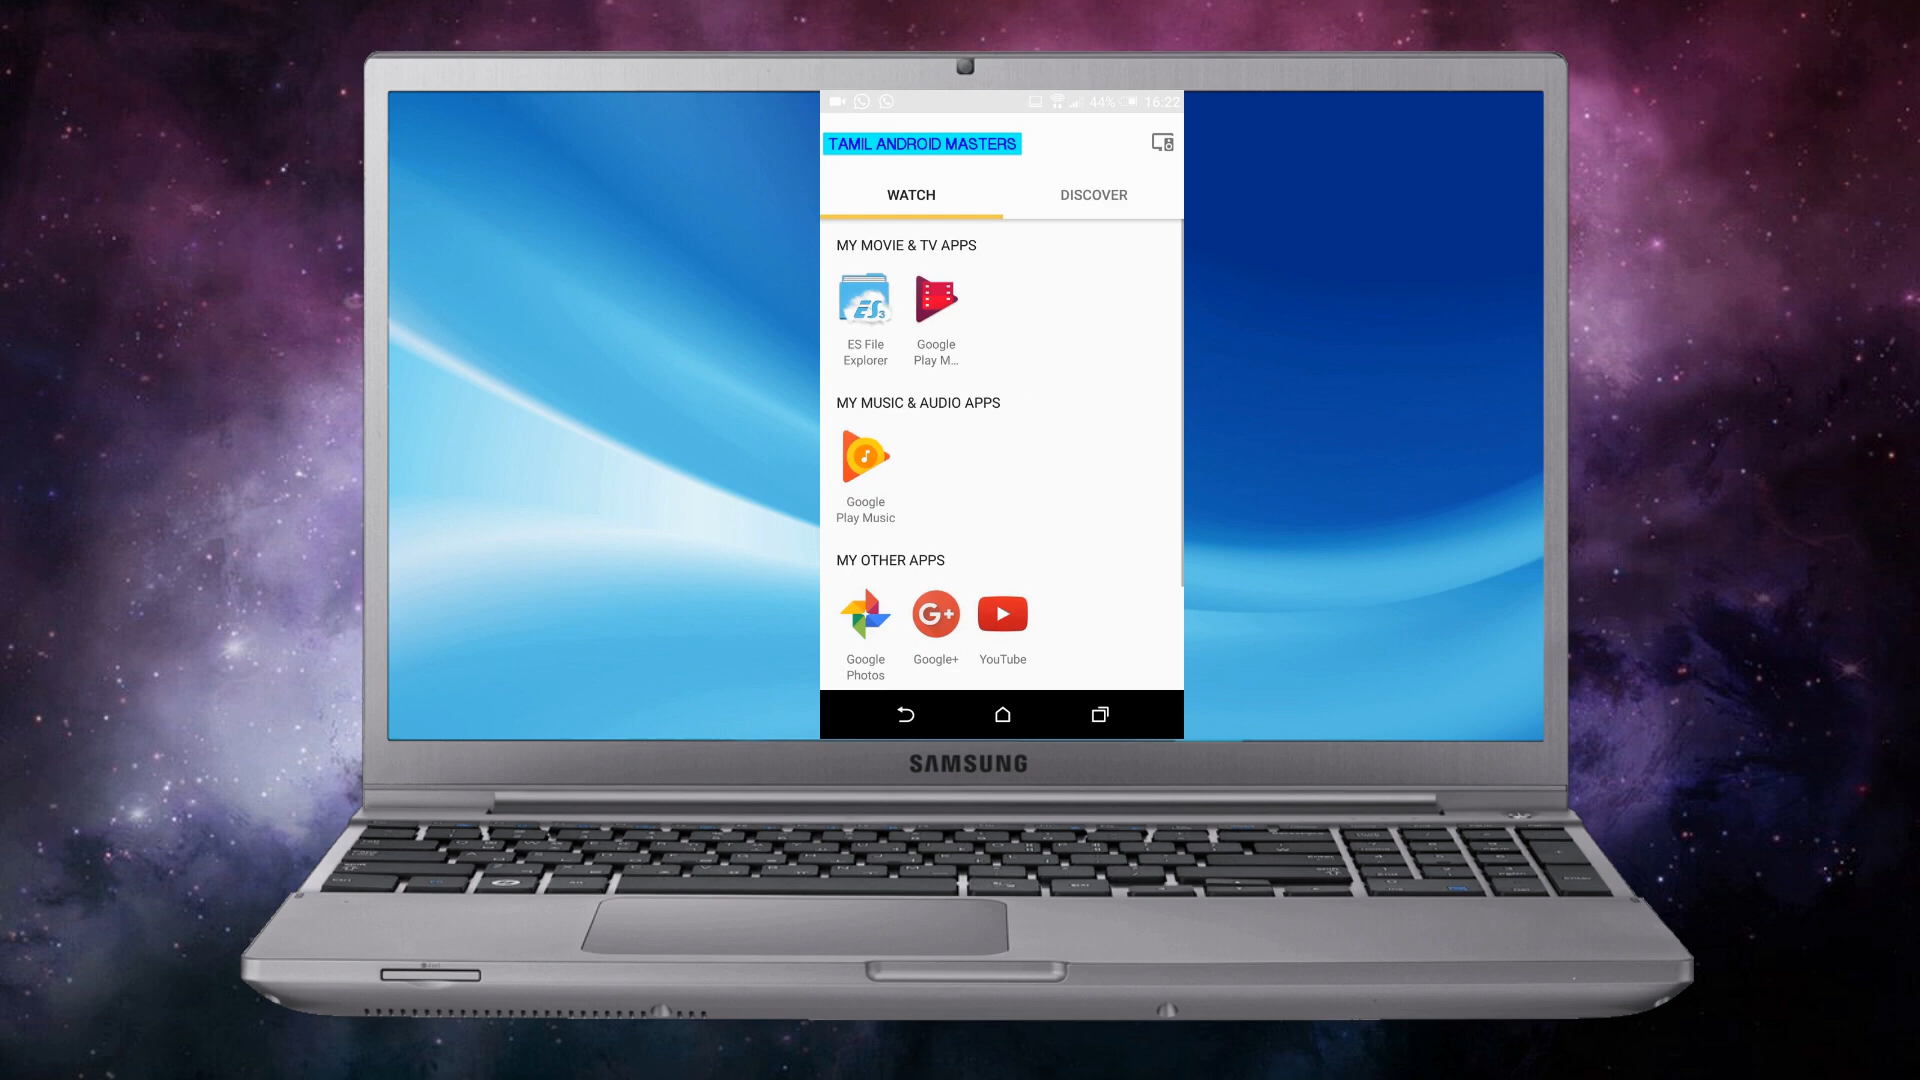 44% 16:22
TAMIL ANDROID MASTERS
WATCH DISCOVER
MY MOVIE & TV APPS
ES File Explorer
Google Play M...
MY MUSIC & AUDIO APPS
Google Play Music
MY OTHER APPS
Google Photos
Google+
YouTube
SAMSUNG